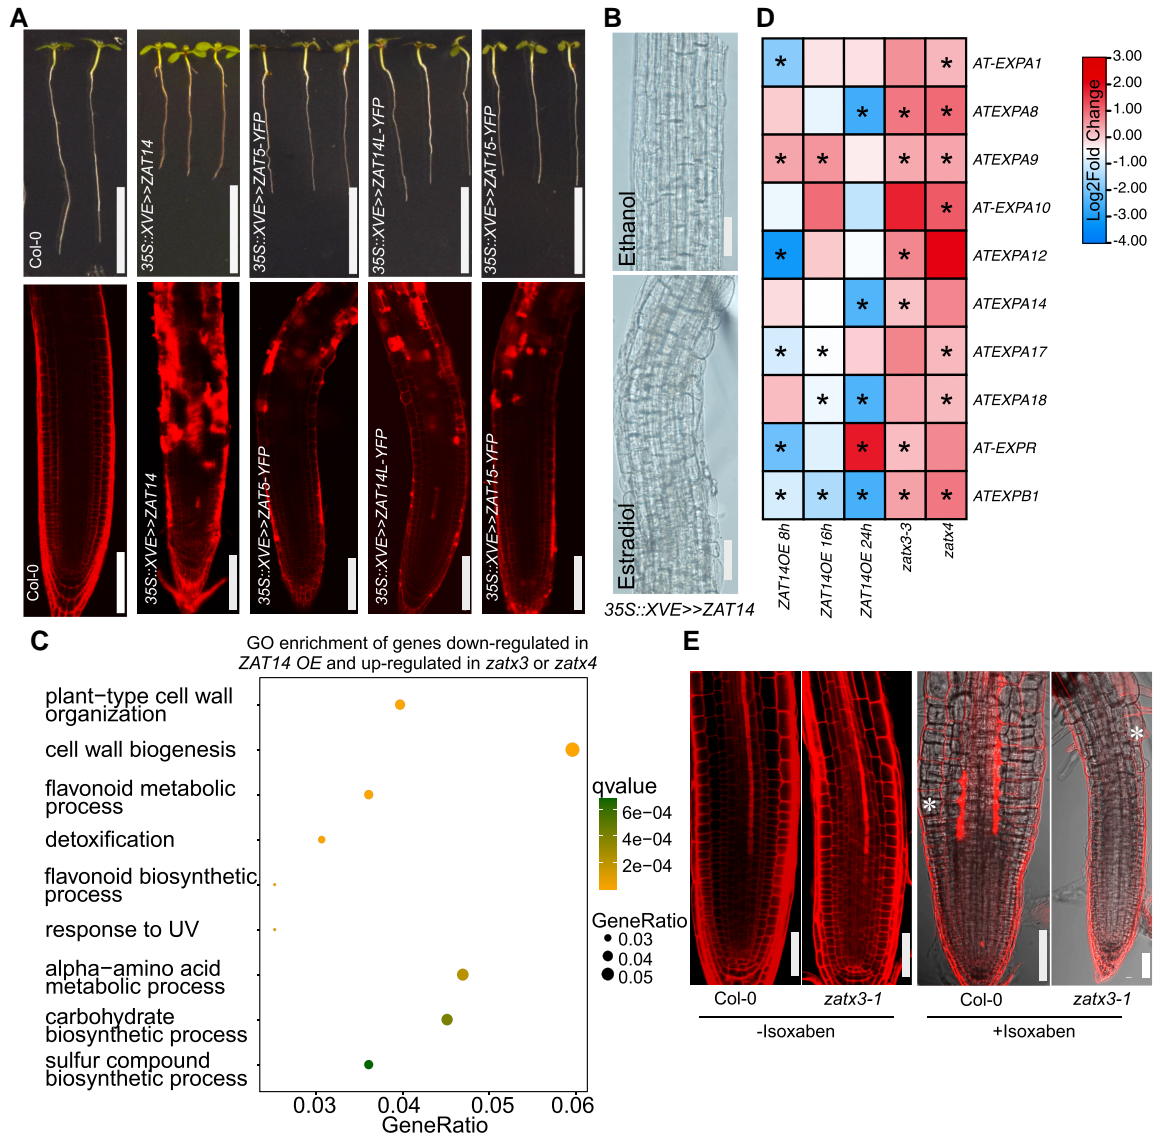 A
Col-0
35S::XVE>>ZAT14
35S::XVE>>ZAT5-YFP
35S::XVE>>ZAT14L-YFP
35S::XVE>>ZAT15-YFP
Col-0
35S::XVE>>ZAT14
35S::XVE>>ZAT5-YFP
35S::XVE>>ZAT14L-YFP
35S::XVE>>ZAT15-YFP
B
Ethanol
Estradiol
35S::XVE>>ZAT14
D
* *
* * *
* * * *
*
* *
* *
* * *
* * *
* * *
* * * * *
AT-EXPA1
ATEXPA8
ATEXPA9
AT-EXPA10
ATEXPA12
ATEXPA14
ATEXPA17
ATEXPA18
AT-EXPR
ATEXPB1
ZAT14OE 8h
ZAT14OE 16h
ZAT14OE 24h
zatx3-3
zatx4
Log2Fold Change
3.00
2.00
1.00
0.00
-1.00
-2.00
-3.00
-4.00
C
GO enrichment of genes down-regulated in
ZAT14 OE and up-regulated in zatx3 or zatx4
plant−type cell wall
organization
cell wall biogenesis
flavonoid metabolic
process
detoxification
flavonoid biosynthetic
process
response to UV
alpha−amino acid
metabolic process
carbohydrate
biosynthetic process
sulfur compound
biosynthetic process
0.03 0.04 0.05 0.06
GeneRatio
qvalue
6e−04
4e−04
2e−04
GeneRatio
0.03
0.04
0.05
E
* *
Col-0 zatx3-1 Col-0 zatx3-1
-Isoxaben +Isoxaben